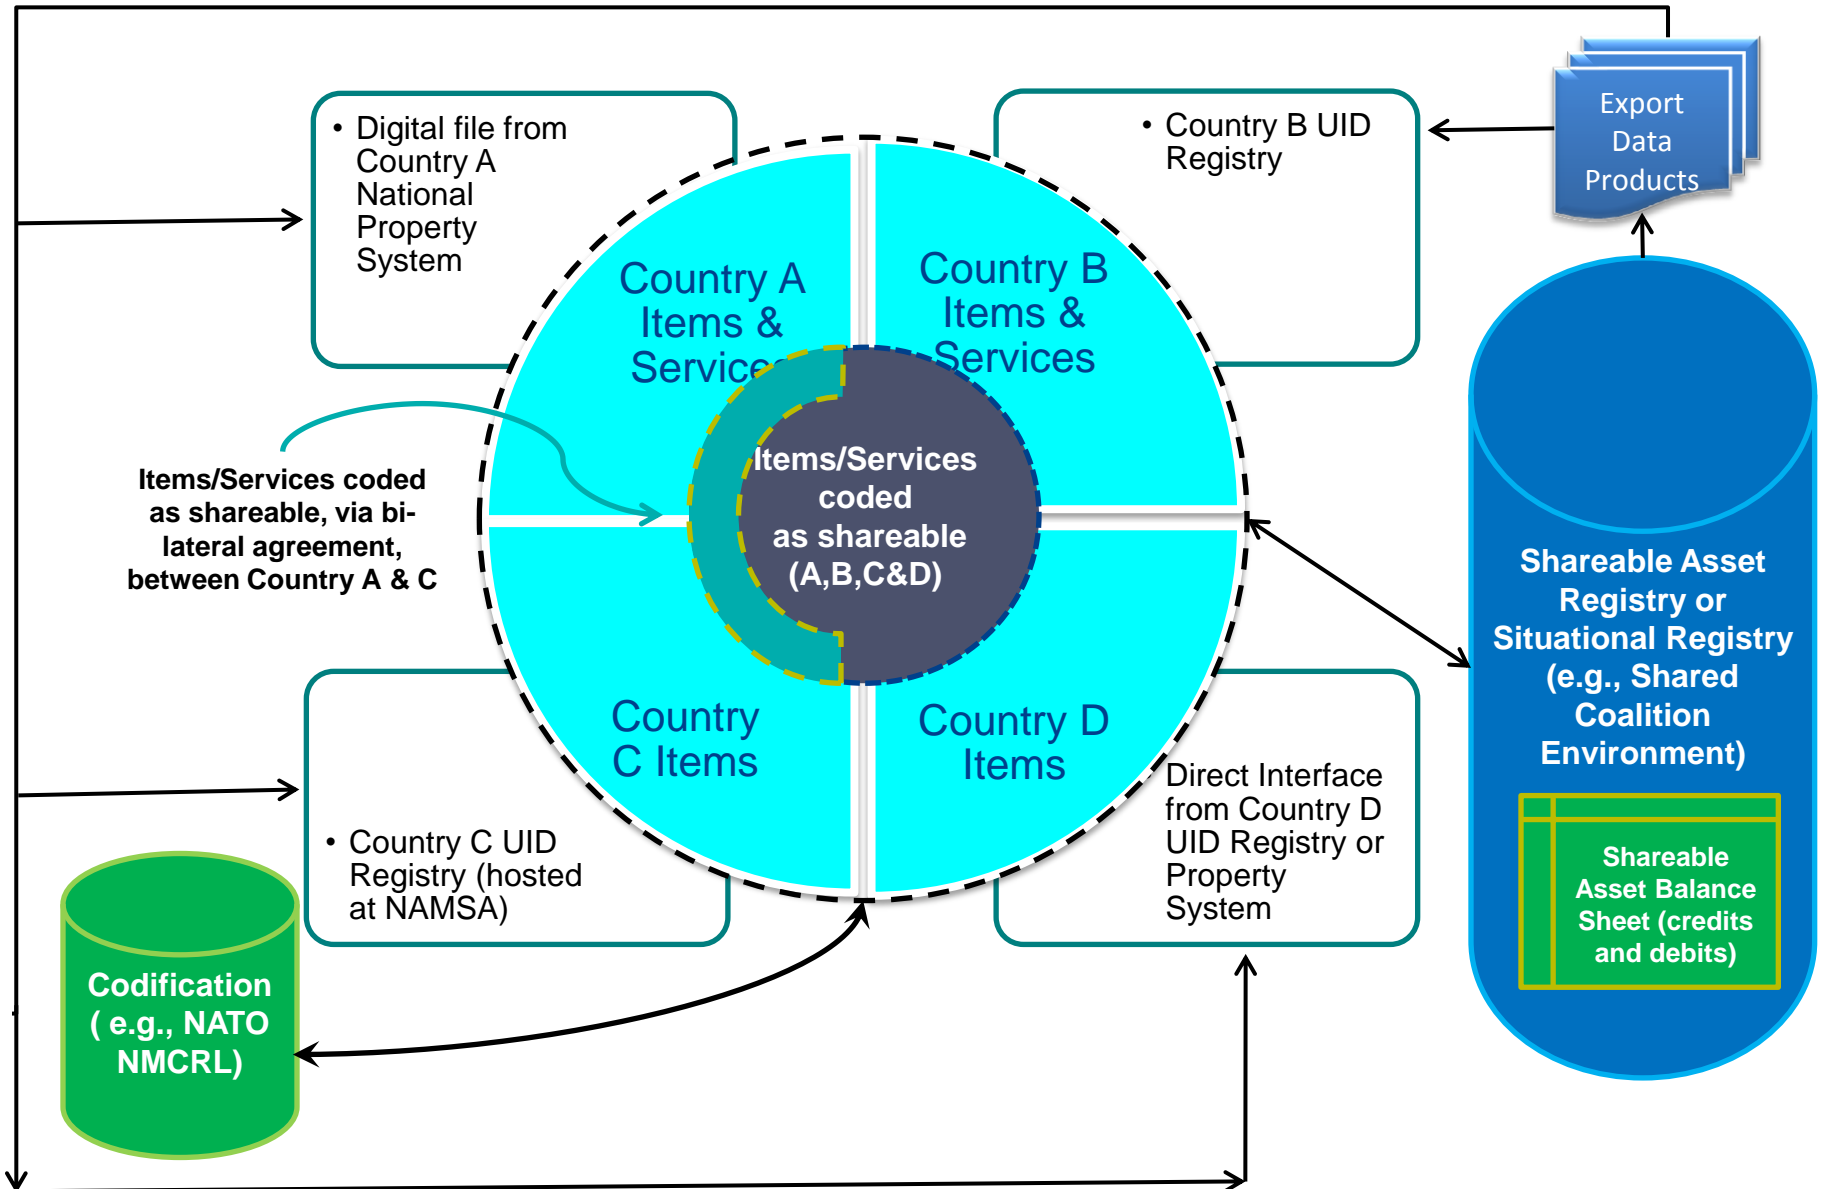 Export
Data
Products
• Digital file from
Country A
National
Property
System
• Country B UID
Registry
Country A
Items &
Services
Country B
Items &
Services
Items/Services coded
as shareable, via bi-
lateral agreement,
between Country A & C
Items/Services
coded
as shareable
(A,B,C&D)
Shareable Asset
Registry or
Situational Registry
(e.g., Shared
Coalition
Environment)
Country
C Items
Country D
Items
• Country C UID
Registry (hosted
at NAMSA)
Direct Interface
from Country D
UID Registry or
Property
System
Shareable
Asset Balance
Sheet (credits
and debits)
Codification
( e.g., NATO
NMCRL)